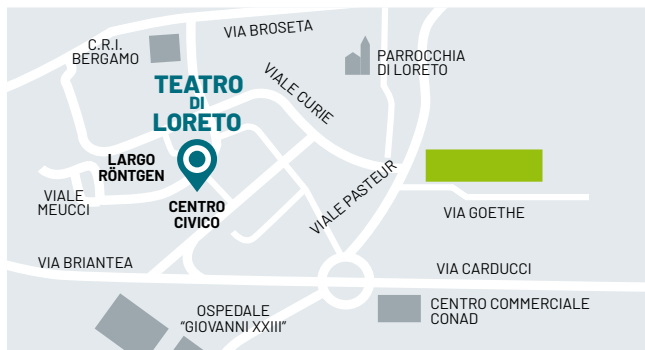 VIA BROSETA
C.R.I.
BERGAMO
PARROCCHIA
DI LORETO
VIALE CURIE
TEATRO
DI
LORETO
LARGO
RÖNTGEN
VIALE
MEUCCI
CENTRO
CIVICO
VIALE PASTEUR
VIA GOETHE
VIA BRIANTEA
VIA CARDUCCI
OSPEDALE
“GIOVANNI XXIII”
CENTRO COMMERCIALE
CONAD